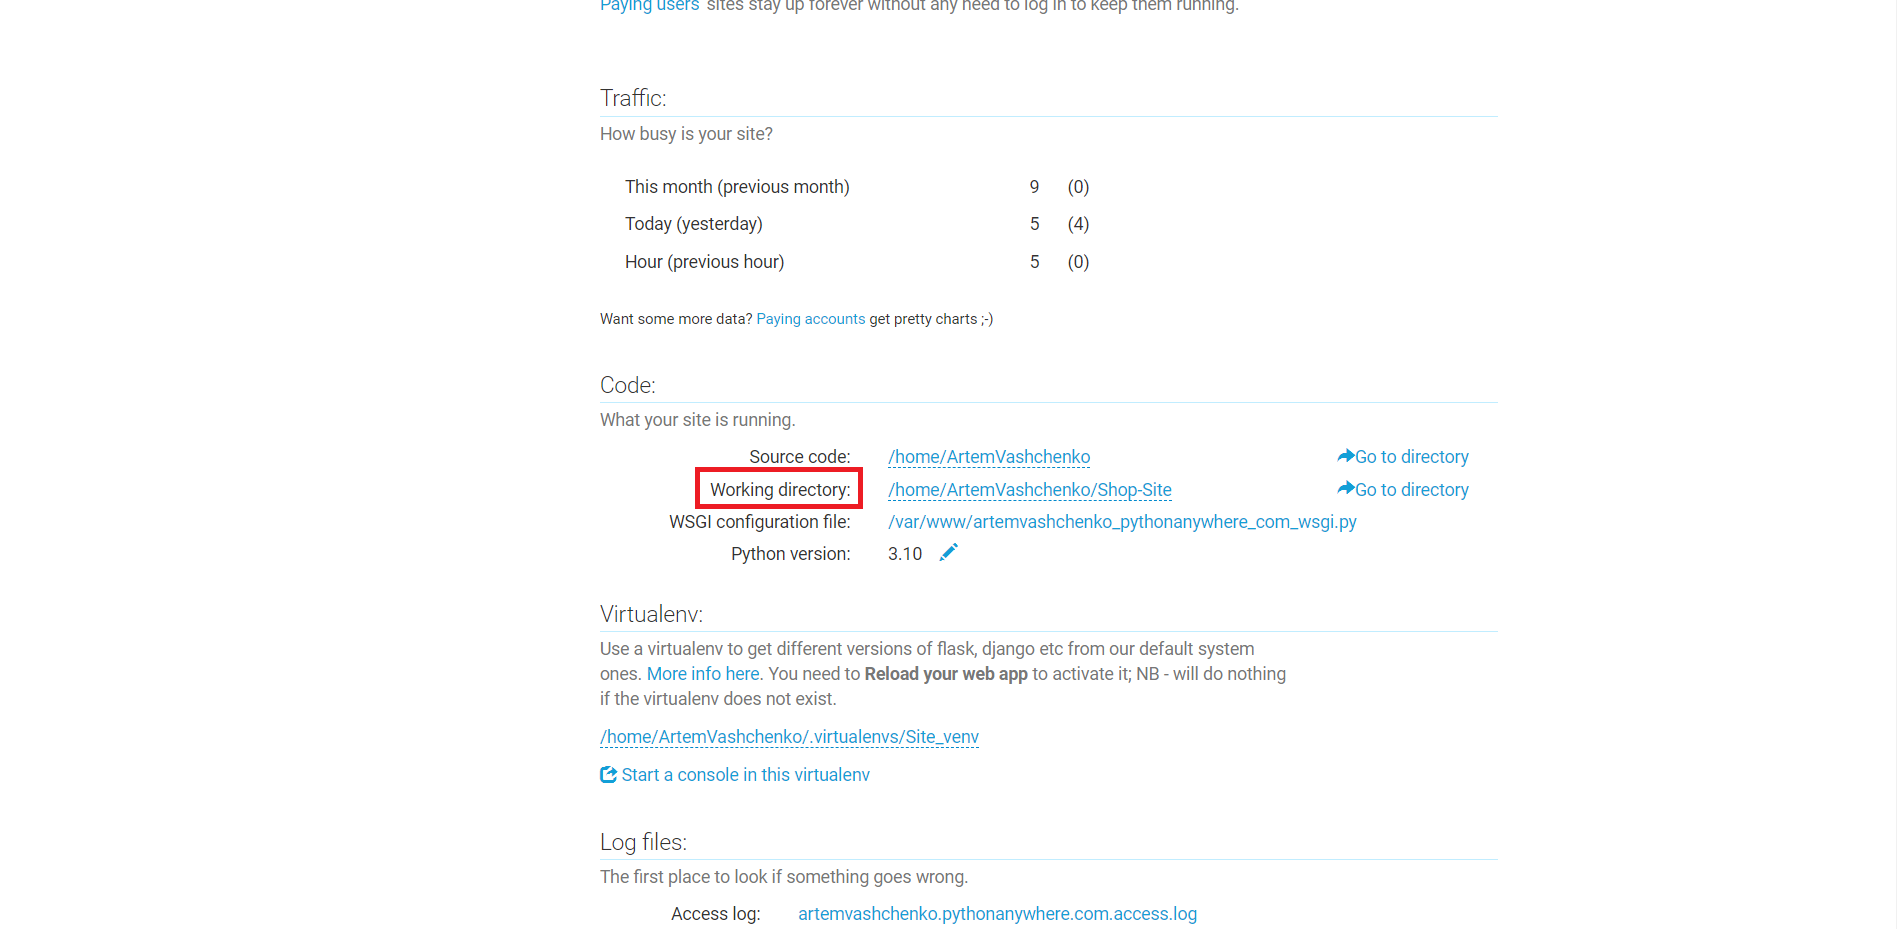 Paying users sites stay up forever without any need to log in to keep them running.
Traffic:
How busy is your site?
This month (previous month) 9 (0)
Today (yesterday) 5 (4)
Hour (previous hour) 5 (0)
Want some more data? Paying accounts get pretty charts ;-)
Code:
What your site is running.
Source code: /home/ArtemVashchenko Go to directory
Working directory: /home/ArtemVashchenko/Shop-Site Go to directory
WSGI configuration file: /var/www/artemvashchenko_pythonanywhere_com_wsgi.py
Python version: 3.10
Virtualenv:
Use a virtualenv to get different versions of flask, django etc from our default system
ones. More info here. You need to Reload your web app to activate it; NB - will do nothing
if the virtualenv does not exist.
/home/ArtemVashchenko/.virtualenvs/Site_venv
Start a console in this virtualenv
Log files:
The first place to look if something goes wrong.
Access log: artemvashchenko.pythonanywhere.com.access.log